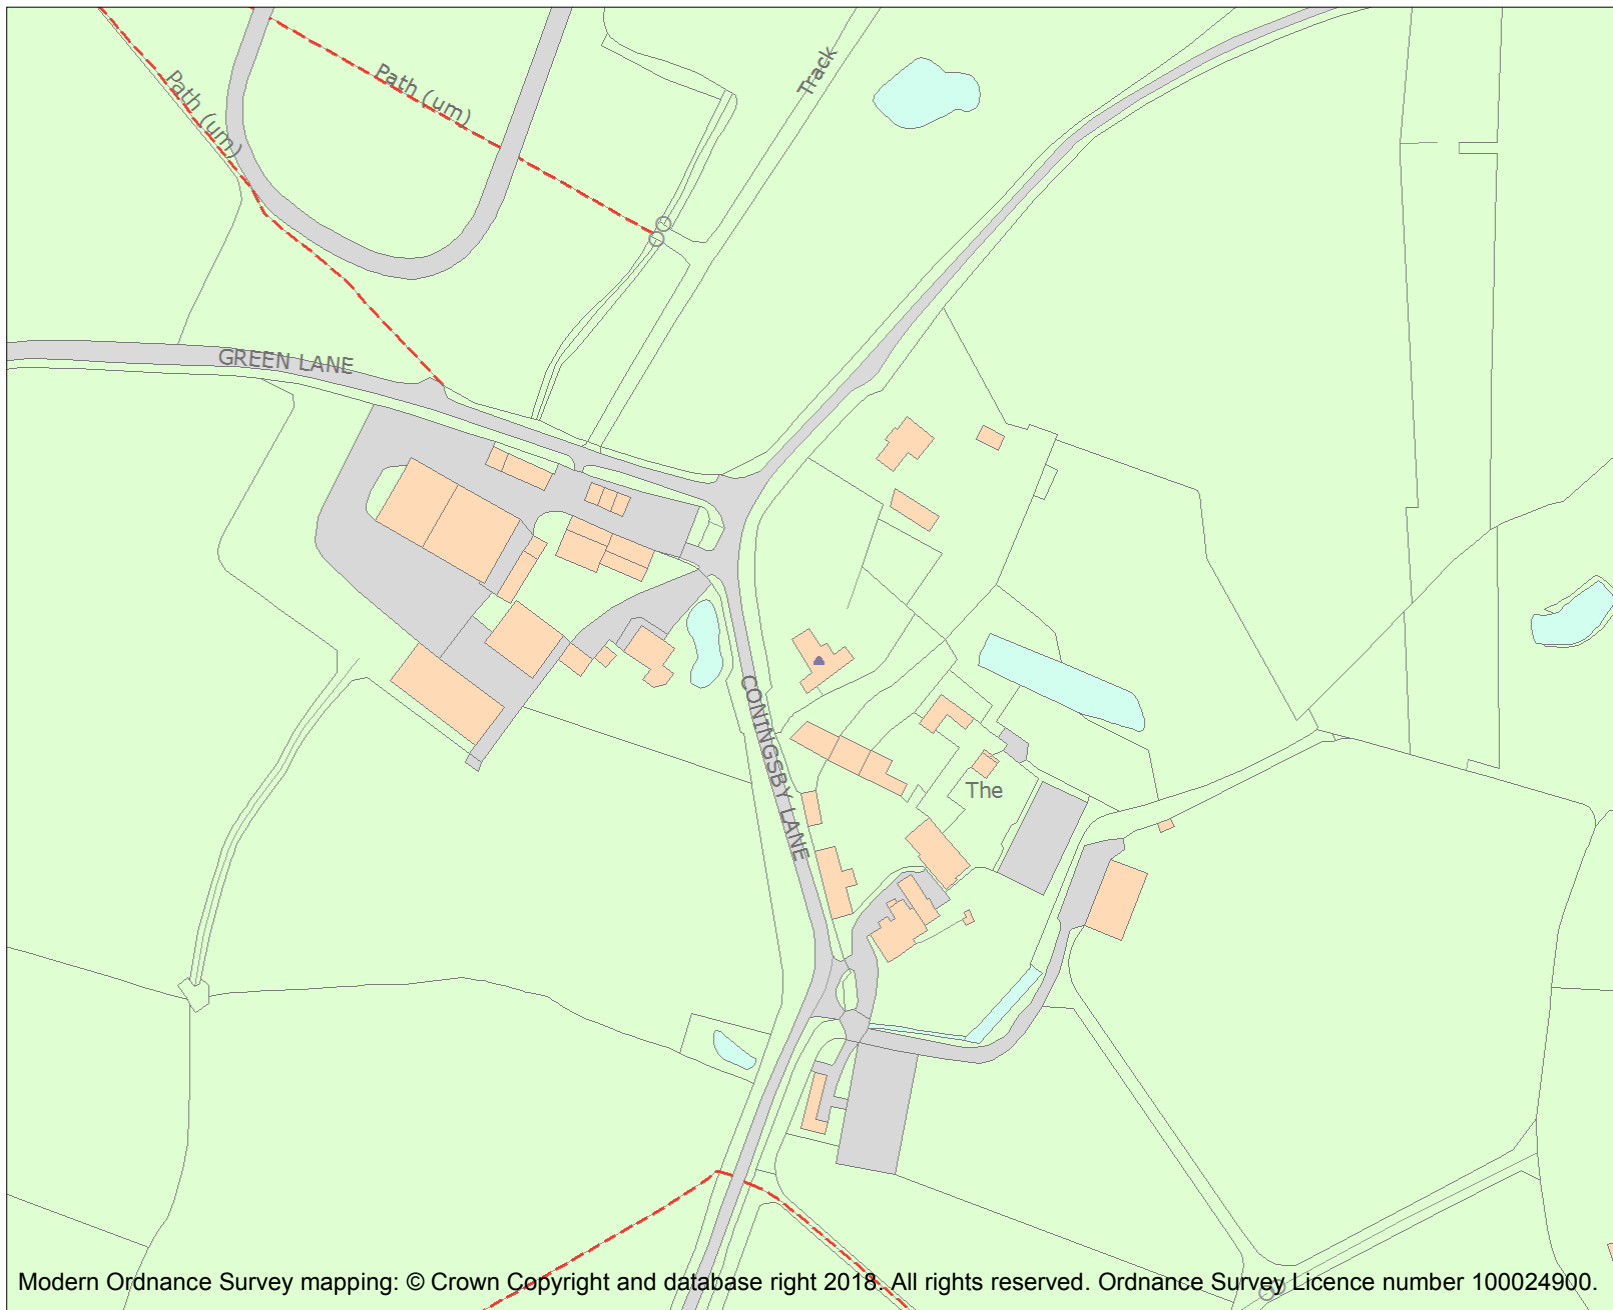 Track
Path (um)
Path (um)
GREEN LANE
CONINGSBY LANE
The
Modern Ordnance Survey mapping: © Crown Copyright and database right 2018. All rights reserved. Ordnance Survey Licence number 100024900.